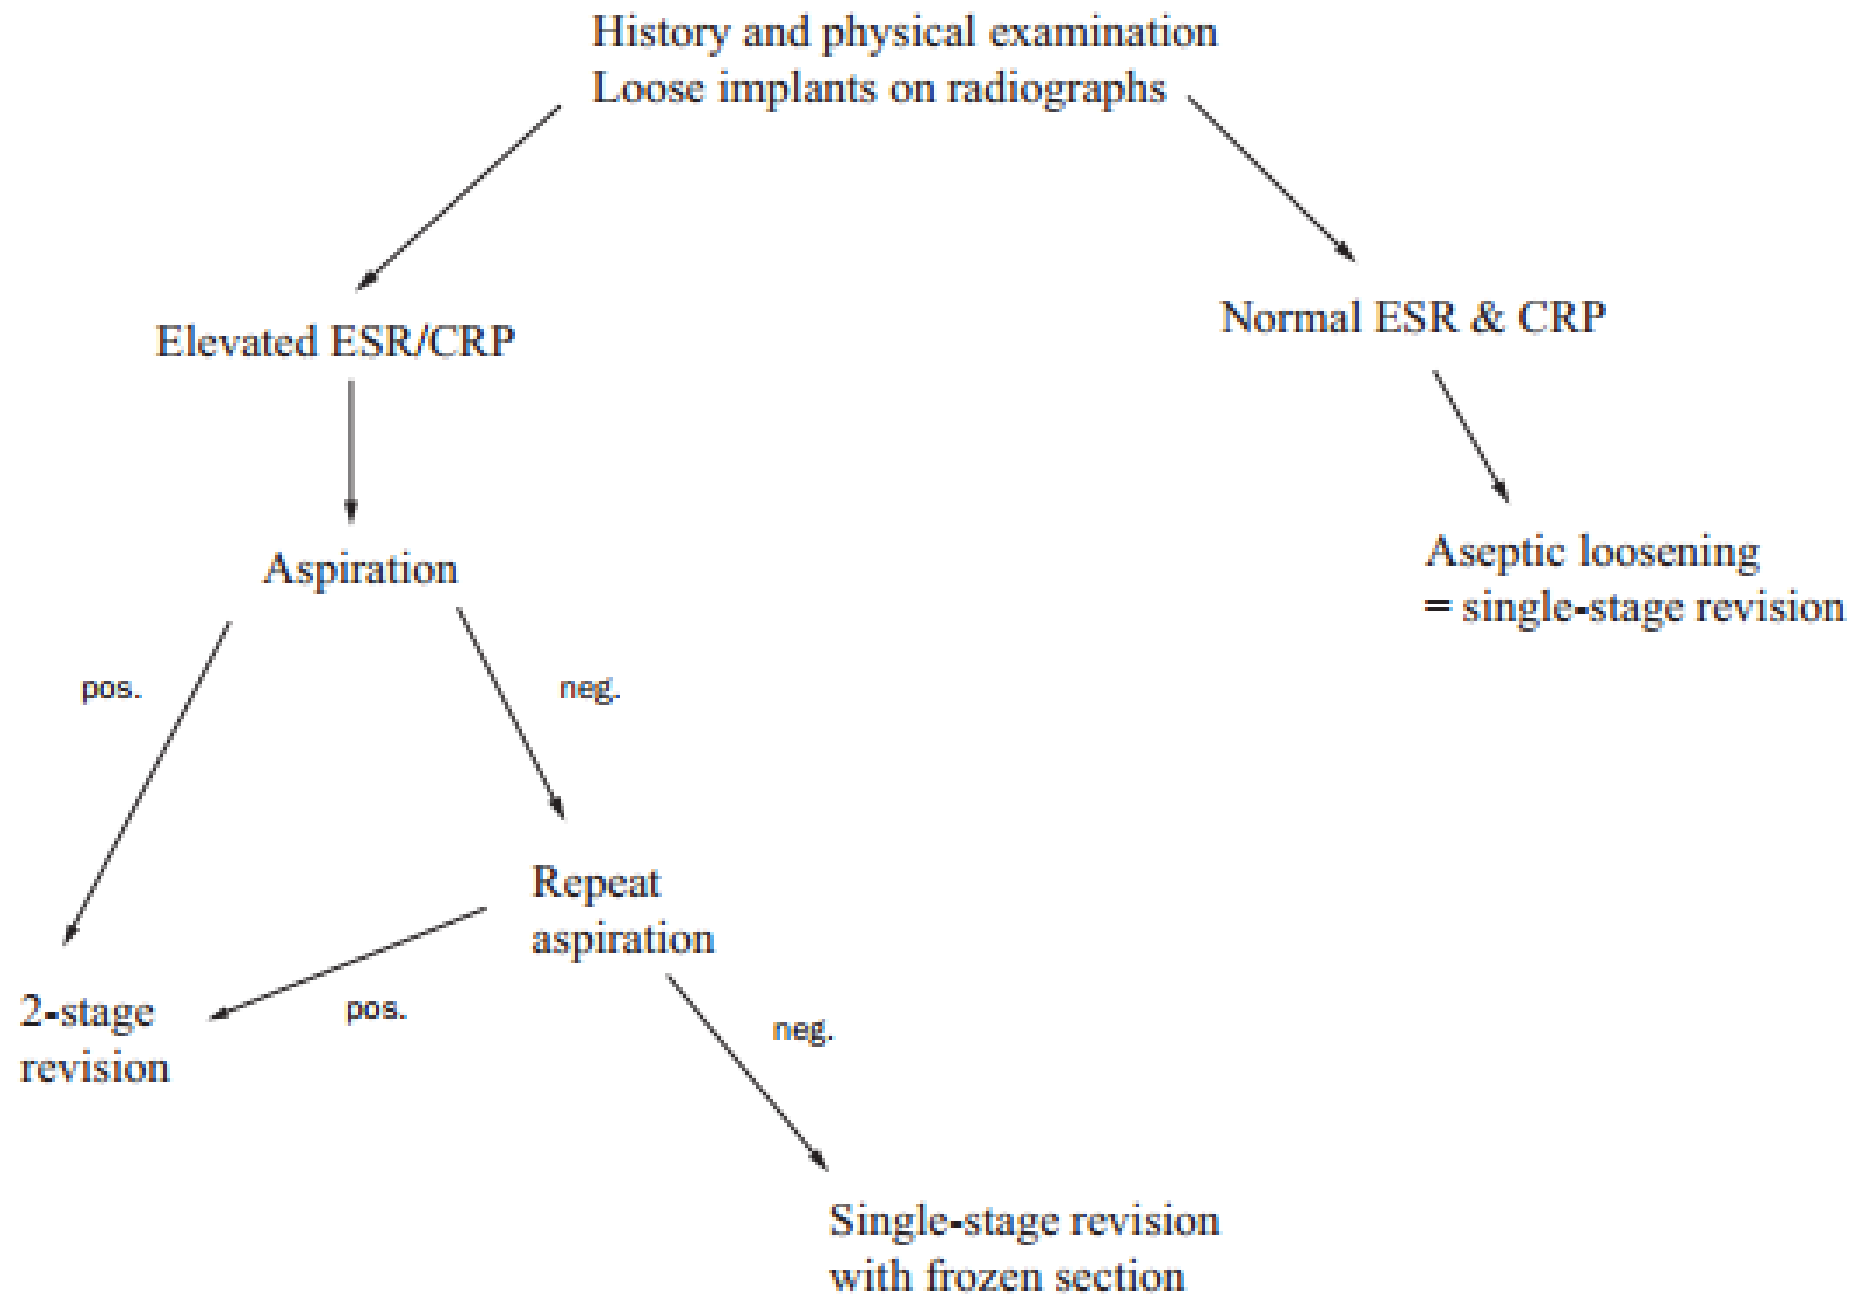 History and physical examination
Loose implants on radiographs
Elevated ESR/CRP
Normal ESR & CRP
Aspiration
Aseptic loosening
= single-stage revision
pos.
neg.
Repeat
aspiration
2-stage
revision
pos.
neg.
Single-stage revision
with frozen section